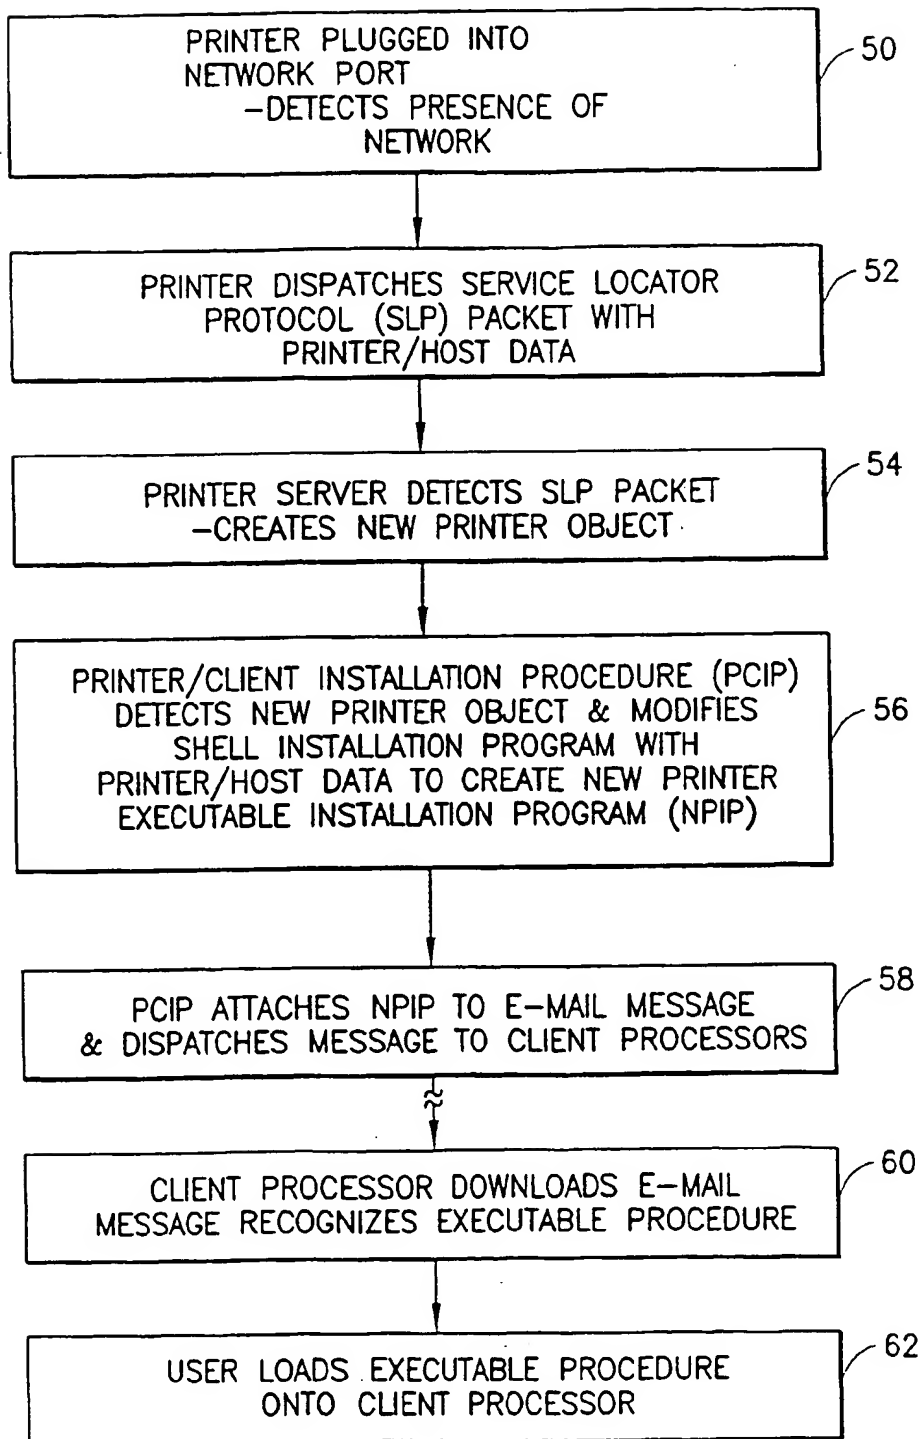 PRINTER PLUGGED INTO
NETWORK PORT
-DETECTS PRESENCE OF
NETWORK
50
PRINTER DISPATCHES SERVICE LOCATOR
PROTOCOL (SLP) PACKET WITH
PRINTER/HOST DATA
52
PRINTER SERVER DETECTS SLP PACKET
-CREATES NEW PRINTER OBJECT
54
PRINTER/CLIENT INSTALLATION PROCEDURE (PCIP)
DETECTS NEW PRINTER OBJECT & MODIFIES
SHELL INSTALLATION PROGRAM WITH
PRINTER/HOST DATA TO CREATE NEW PRINTER
EXECUTABLE INSTALLATION PROGRAM (NPIP)
56
PCIP ATTACHES NPIP TO E-MAIL MESSAGE
& DISPATCHES MESSAGE TO CLIENT PROCESSORS
58
CLIENT PROCESSOR DOWNLOADS E-MAIL
MESSAGE RECOGNIZES EXECUTABLE PROCEDURE
60
USER LOADS EXECUTABLE PROCEDURE
ONTO CLIENT PROCESSOR
62